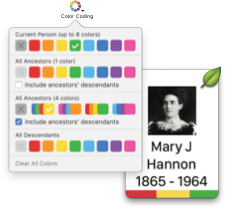 Color Coding
Current Person (up to 8 colors)
All Ancestors (1 color)
Include ancestors' descendants
All Ancestors (4 colors)
Include ancestors' descendants
All Descendants
Clear All Colors
Mary J
Hannon
1865 - 1964